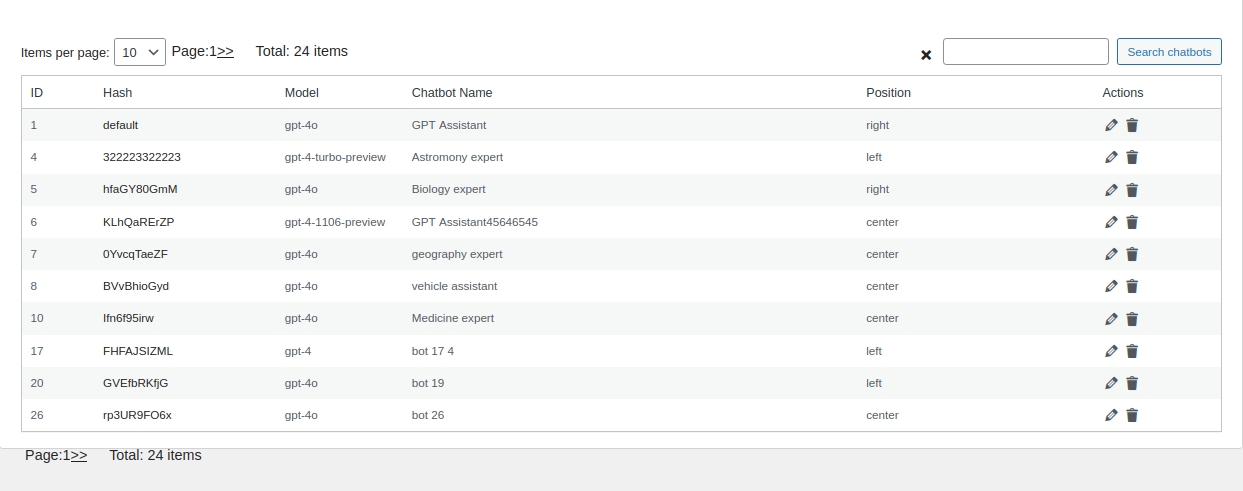 Items per page: 10 Page:1>> Total: 24 items Search chatbots
ID Hash Model Chatbot Name Position Actions
1 default gpt-4o GPT Assistant right
4 322223322223 gpt-4-turbo-preview Astromony expert left
5 hfaGY80GmM gpt-4o Biology expert right
6 KLhQaRErZP gpt-4-1106-preview GPT Assistant45646545 center
7 0YvcqTaeZF gpt-4o geography expert center
8 BVvBhioGyd gpt-4o vehicle assistant center
10 Ifn6f95irw gpt-4o Medicine expert center
17 FHFAJSIZML gpt-4 bot 17 4 left
20 GVEfbRKfjG gpt-4o bot 19 left
26 rp3UR9FO6x gpt-4o bot 26 center
Page:1>> Total: 24 items